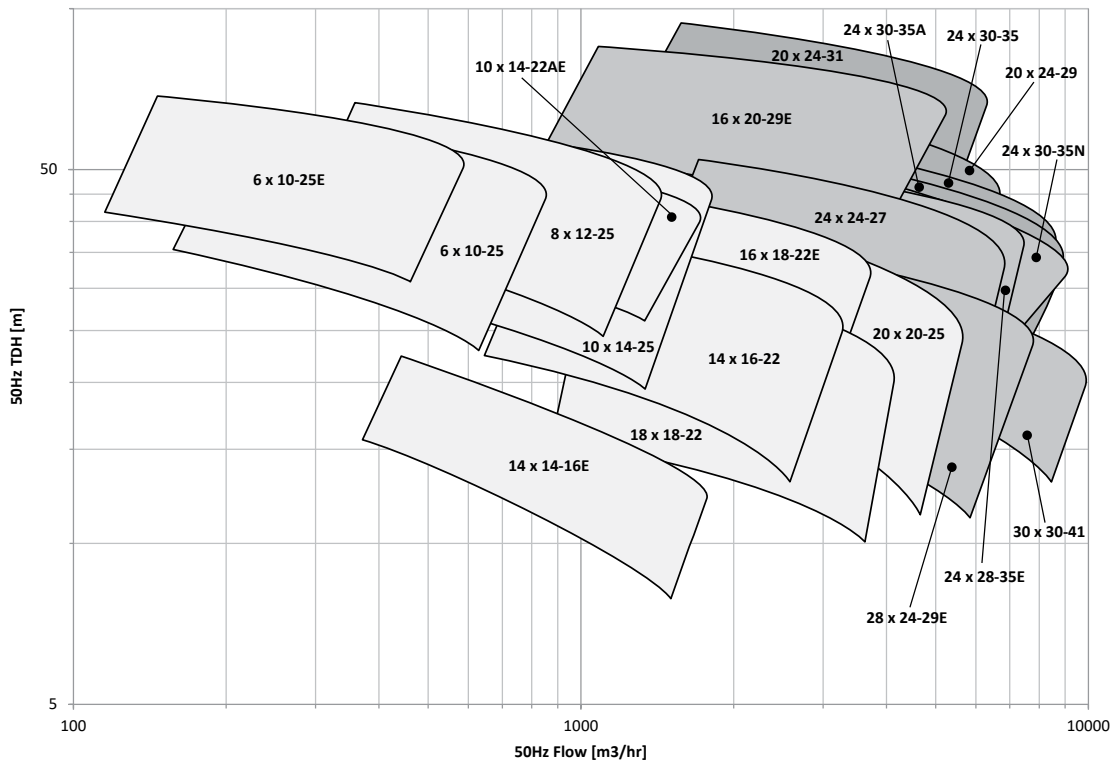 24 x 30-35A
24 x 30-35
20 x 24-31
10 x 14-22AE
20 x 24-29
16 x 20-29E
24 x 30-35N
50
6 x 10-25E
24 x 24-27
8 x 12-25
6 x 10-25
16 x 18-22E
50Hz TDH [m]
20 x 20-25
10 x 14-25
14 x 16-22
18 x 18-22
14 x 14-16E
30 x 30-41
24 x 28-35E
28 x 24-29E
5
100
1000
10000
50Hz Flow [m3/hr]